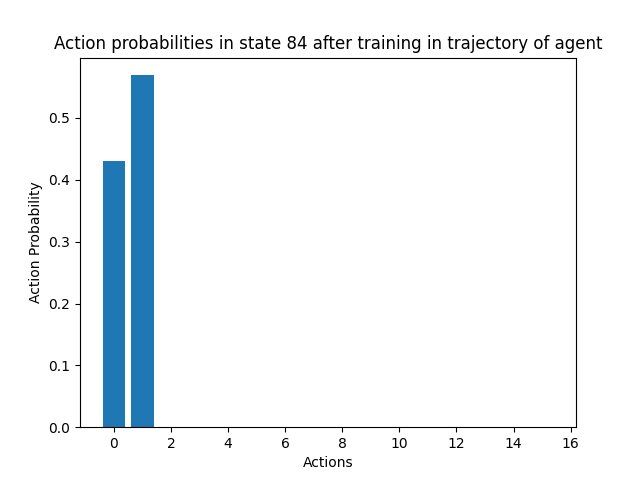 Action probabilities in state 84 after training in trajectory of agent
Action Probability
0.5
0.4
0.3
0.2
0.1
0.0
0 2 4 6 8 10 12 14 16
Actions